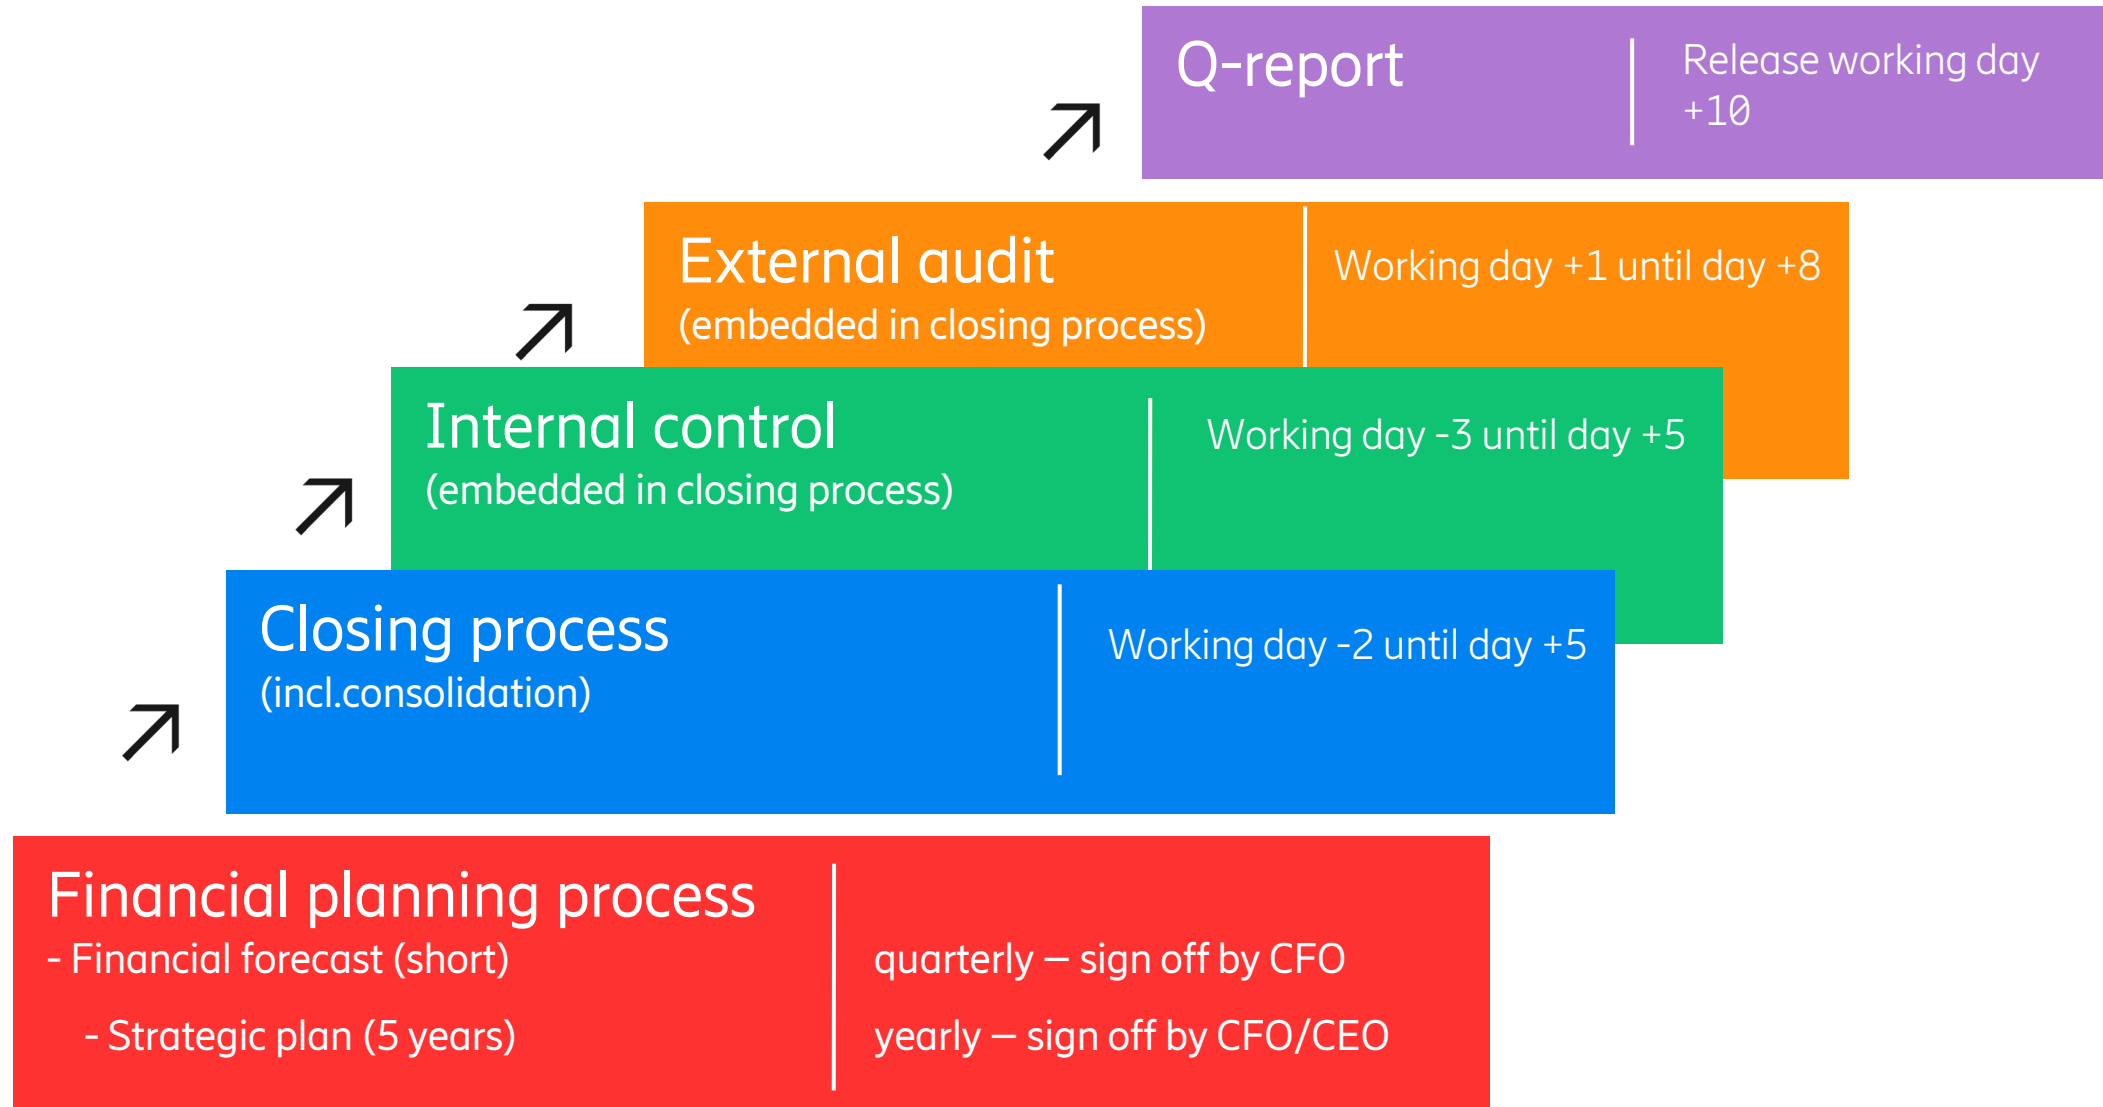 Q-report
Release working day
+10
External audit
(embedded in closing process)
Working day +1 until day +8
Internal control
(embedded in closing process)
Working day -3 until day +5
Closing process
(incl.consolidation)
Working day -2 until day +5
Financial planning process
- Financial forecast (short)
quarterly – sign off by CFO
- Strategic plan (5 years)
yearly – sign off by CFO/CEO